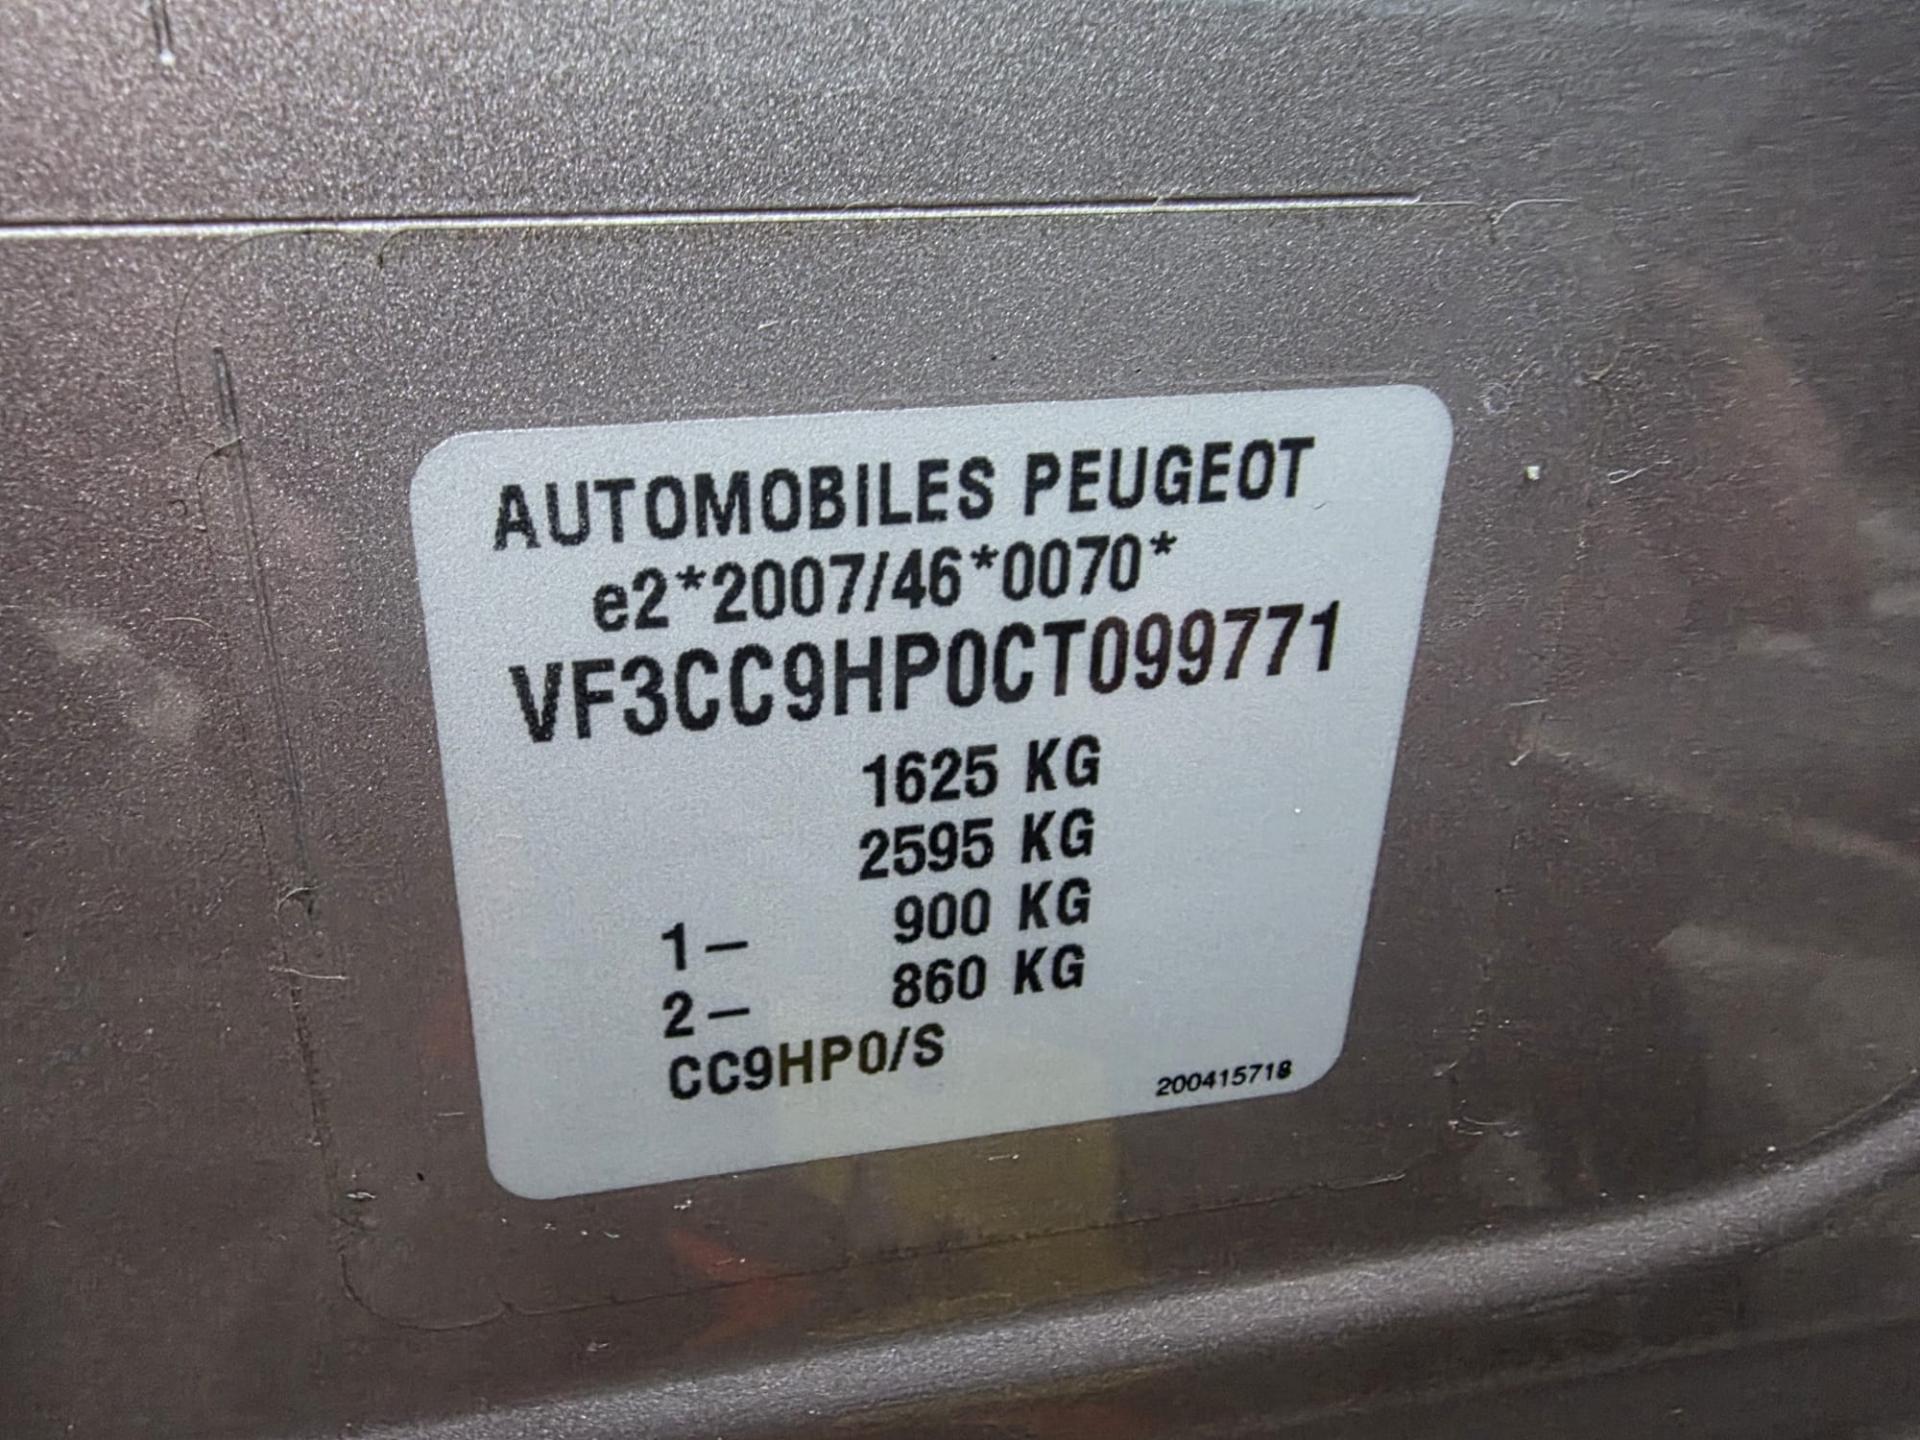 AUTOMOBILES PEUGEOT
e2*2007/46*0070*
VF3CC9HP0CT099771
1625 KG
2595 KG
1– 900 KG
2– 860 KG
CC9HP0/S
200415718